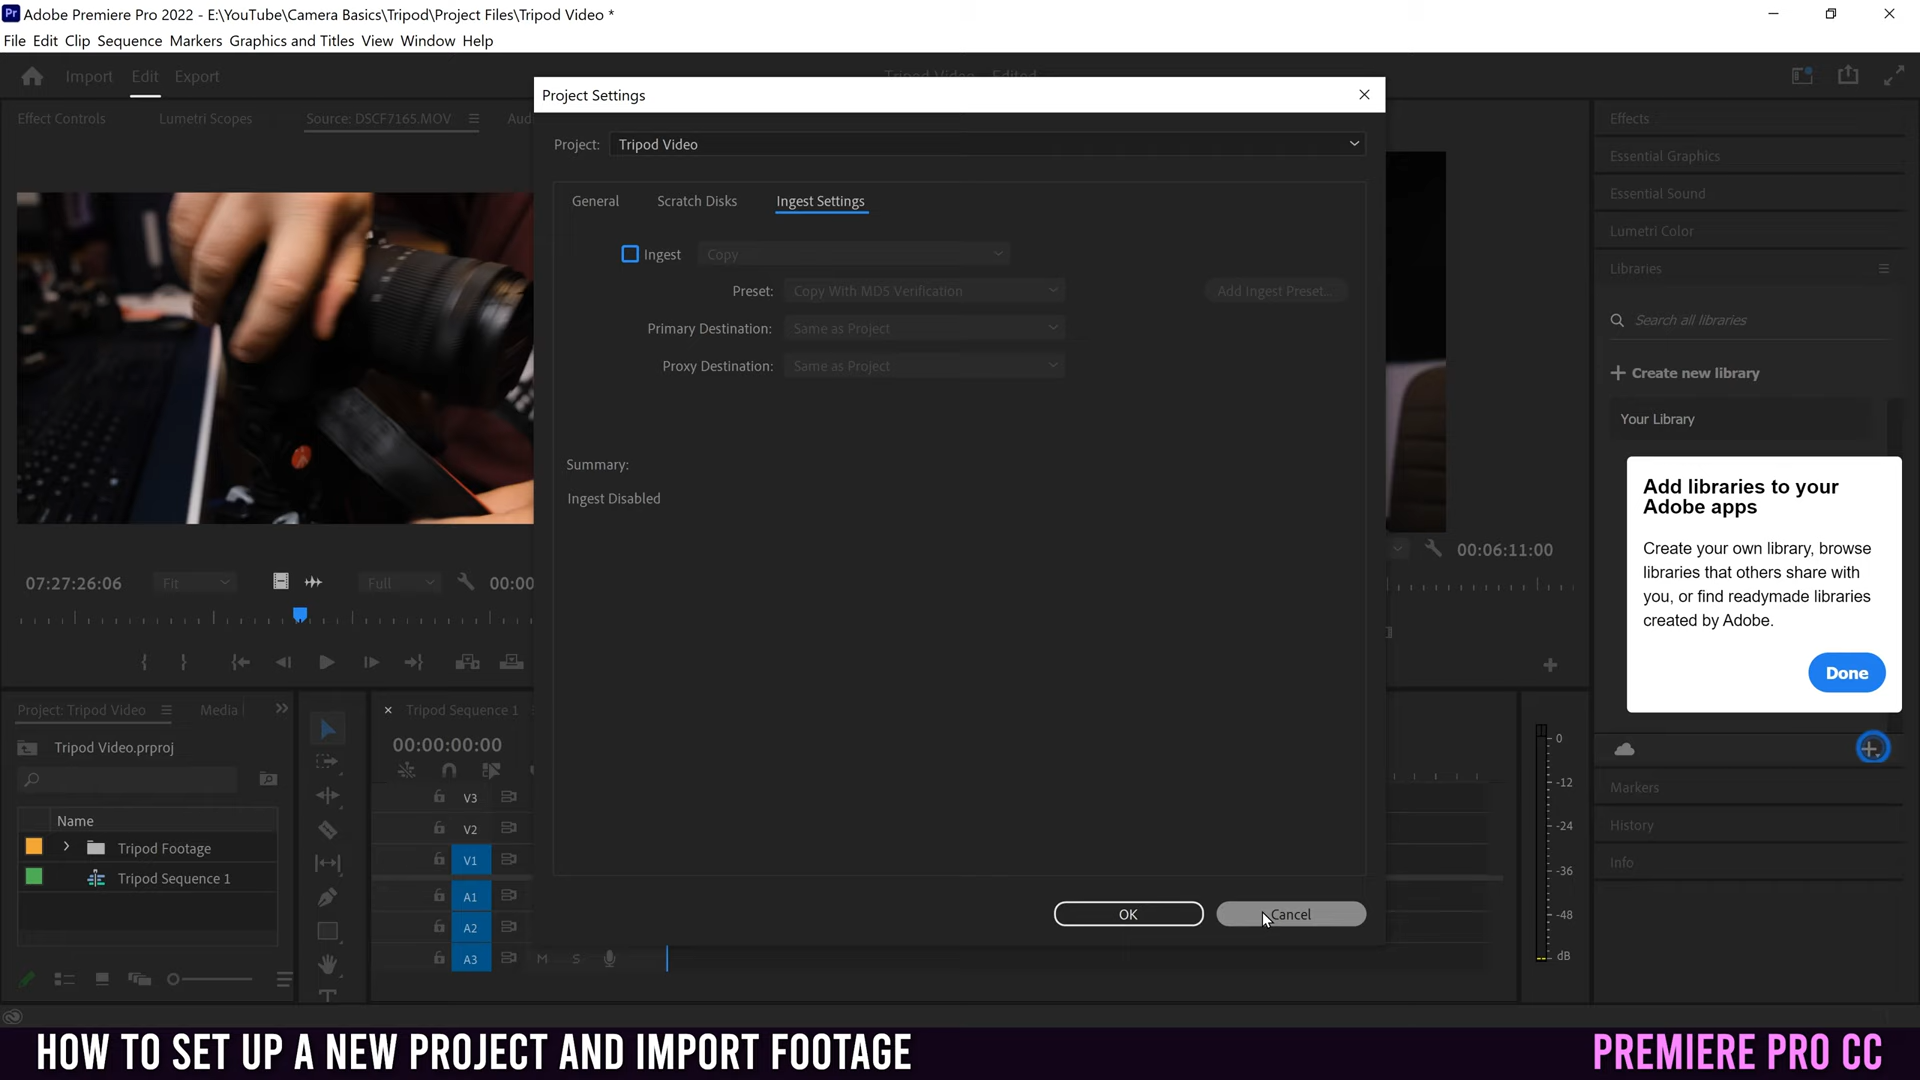 Adobe Premiere Pro 2022 - E:\YouTube\Camera Basics\Tripod\Project Files\Tripod Video *
File Edit Clip Sequence Markers Graphics and Titles View Window Help
Import Edit Export
Tripod Video - Edited
Project Settings
Effect Controls Lumetri Scopes Source: DSCF7165.MOV Aud
Project: Tripod Video
General Scratch Disks Ingest Settings
Ingest Copy
Preset: Copy With MD5 Verification Add Ingest Preset...
Primary Destination: Same as Project
Proxy Destination: Same as Project
Summary:
Ingest Disabled
OK Cancel
Effects
Essential Graphics
Essential Sound
Lumetri Color
Libraries
Search all libraries
Create new library
Your Library
Add libraries to your
Adobe apps
Create your own library, browse
libraries that others share with
you, or find readymade libraries
created by Adobe.
Done
Markers
History
Info
07:27:26:06 Fit Full 00:00
00:06:11:00
Project: Tripod Video Media
Tripod Video.prproj
Name
Tripod Footage
Tripod Sequence 1
Tripod Sequence 1
00:00:00:00
V3
V2
V1
A1
A2
A3 M S
0
-12
-24
-36
-48
dB
HOW TO SET UP A NEW PROJECT AND IMPORT FOOTAGE
PREMIERE PRO CC